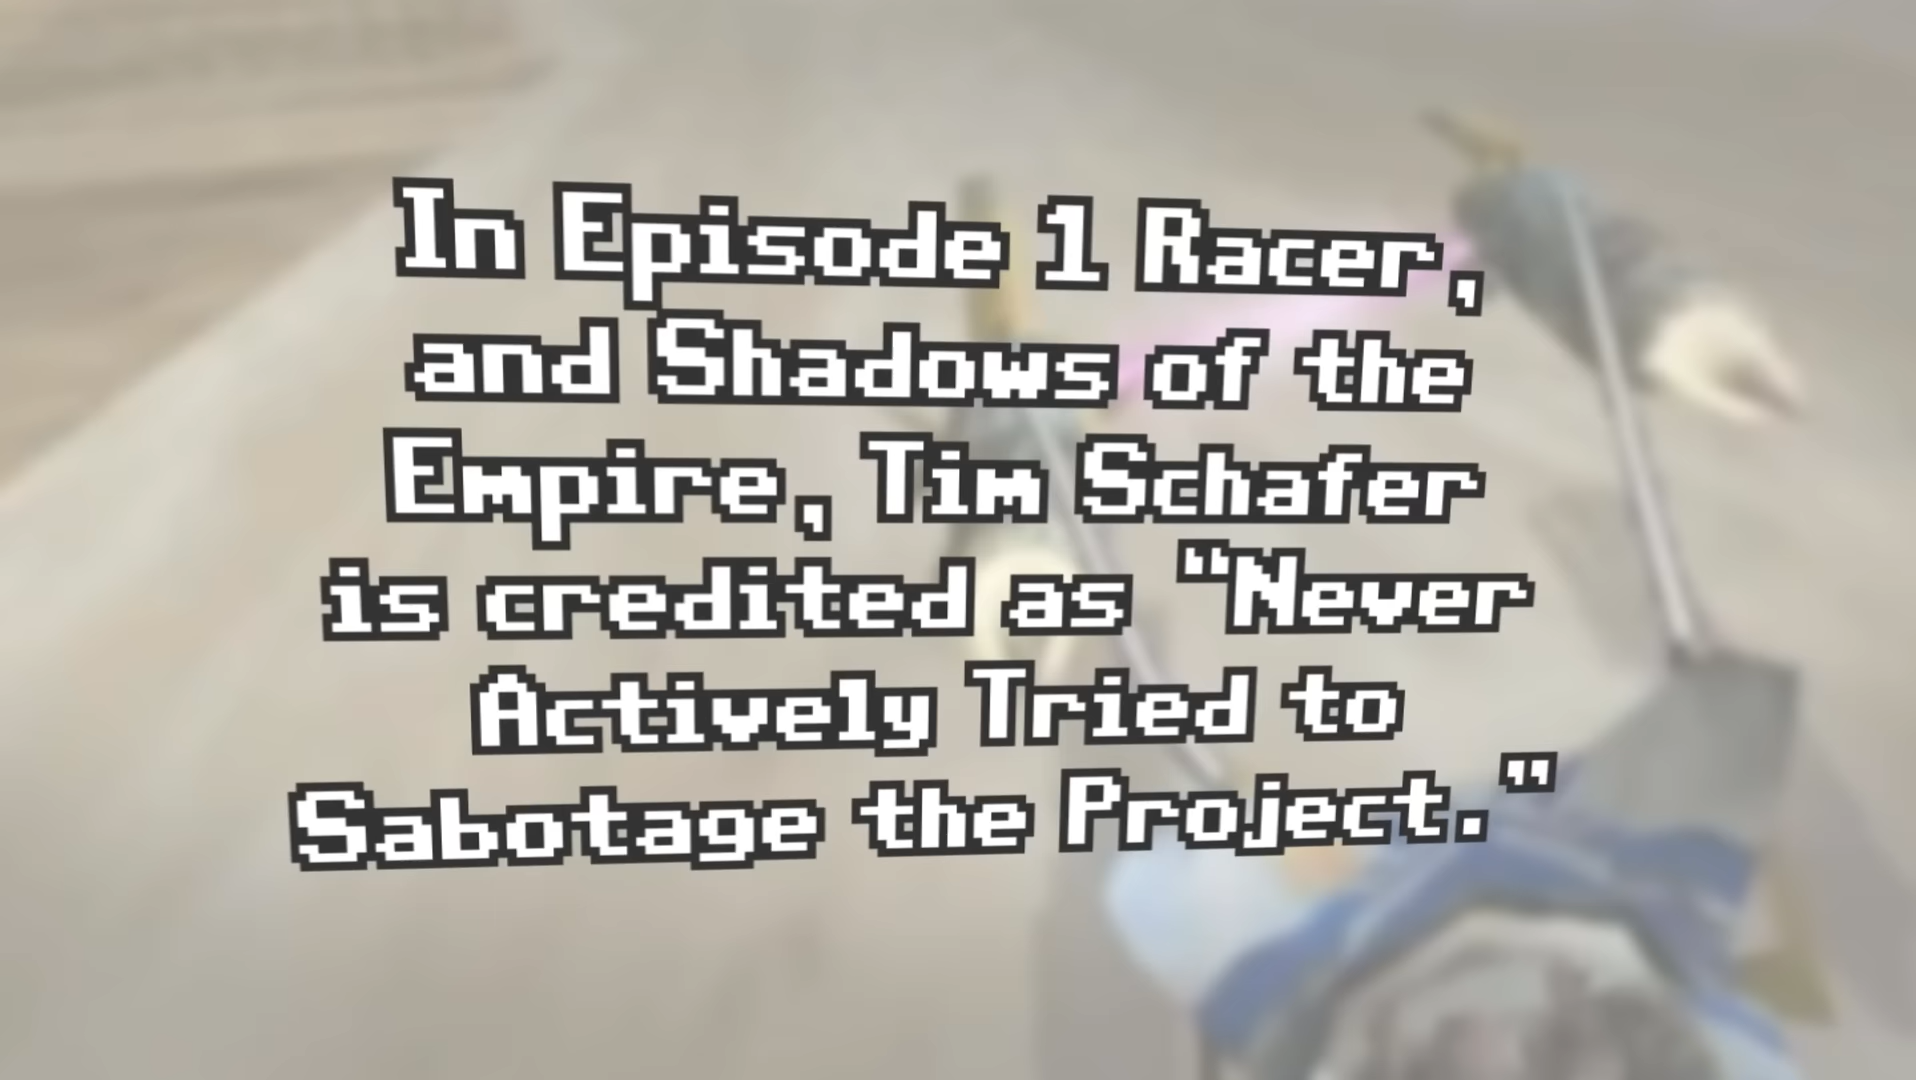 In Episode 1 Racer,
and Shadows of the
Empire, Tim Schafer
is credited as “Never
Actively Tried to
Sabotage the Project."